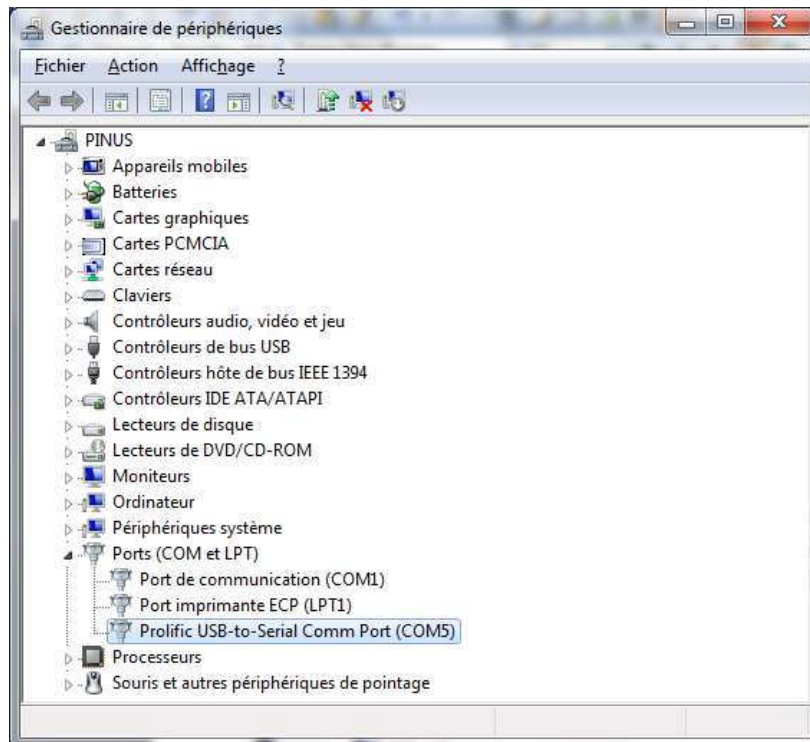 Gestionnaire de périphériques
Fichier Action Affichage ?
PINUS
Appareils mobiles
Batteries
Cartes graphiques
Cartes PCMCIA
Cartes réseau
Claviers
Contrôleurs audio, vidéo et jeu
Contrôleurs de bus USB
Contrôleurs hôte de bus IEEE 1394
Contrôleurs IDE ATA/ATAPI
Lecteurs de disque
Lecteurs de DVD/CD-ROM
Moniteurs
Ordinateur
Périphériques système
Ports (COM et LPT)
Port de communication (COM1)
Port imprimante ECP (LPT1)
Prolific USB-to-Serial Comm Port (COM5)
Processeurs
Souris et autres périphériques de pointage